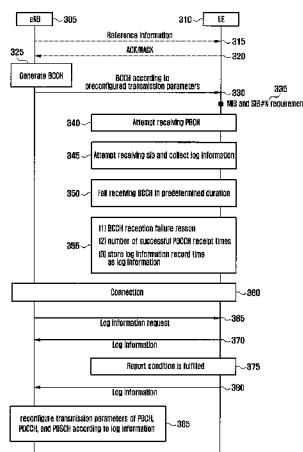 eNB 305
310 UE
Reference Information 315
ACK/NACK 320
325
Generate BCCH
BCCH according to
preconfigured transmission parameters 330
335
MIB and SIB#N requirement
340 Attempt receiving PBCH
345 Attempt receiving sib and collect log information
350 Fail receiving BCCH in predetermined duration
355
(1) BCCH reception failure reason
(2) number of successful PDCCH receipt times
(3) store log information record time
as log information
Connection 360
Log information request 365
Log information 370
Report condition is fulfilled 375
Log information 380
reconfigure transmission parameters of PBCH,
PDCCH, and PDSCH according to log information 385